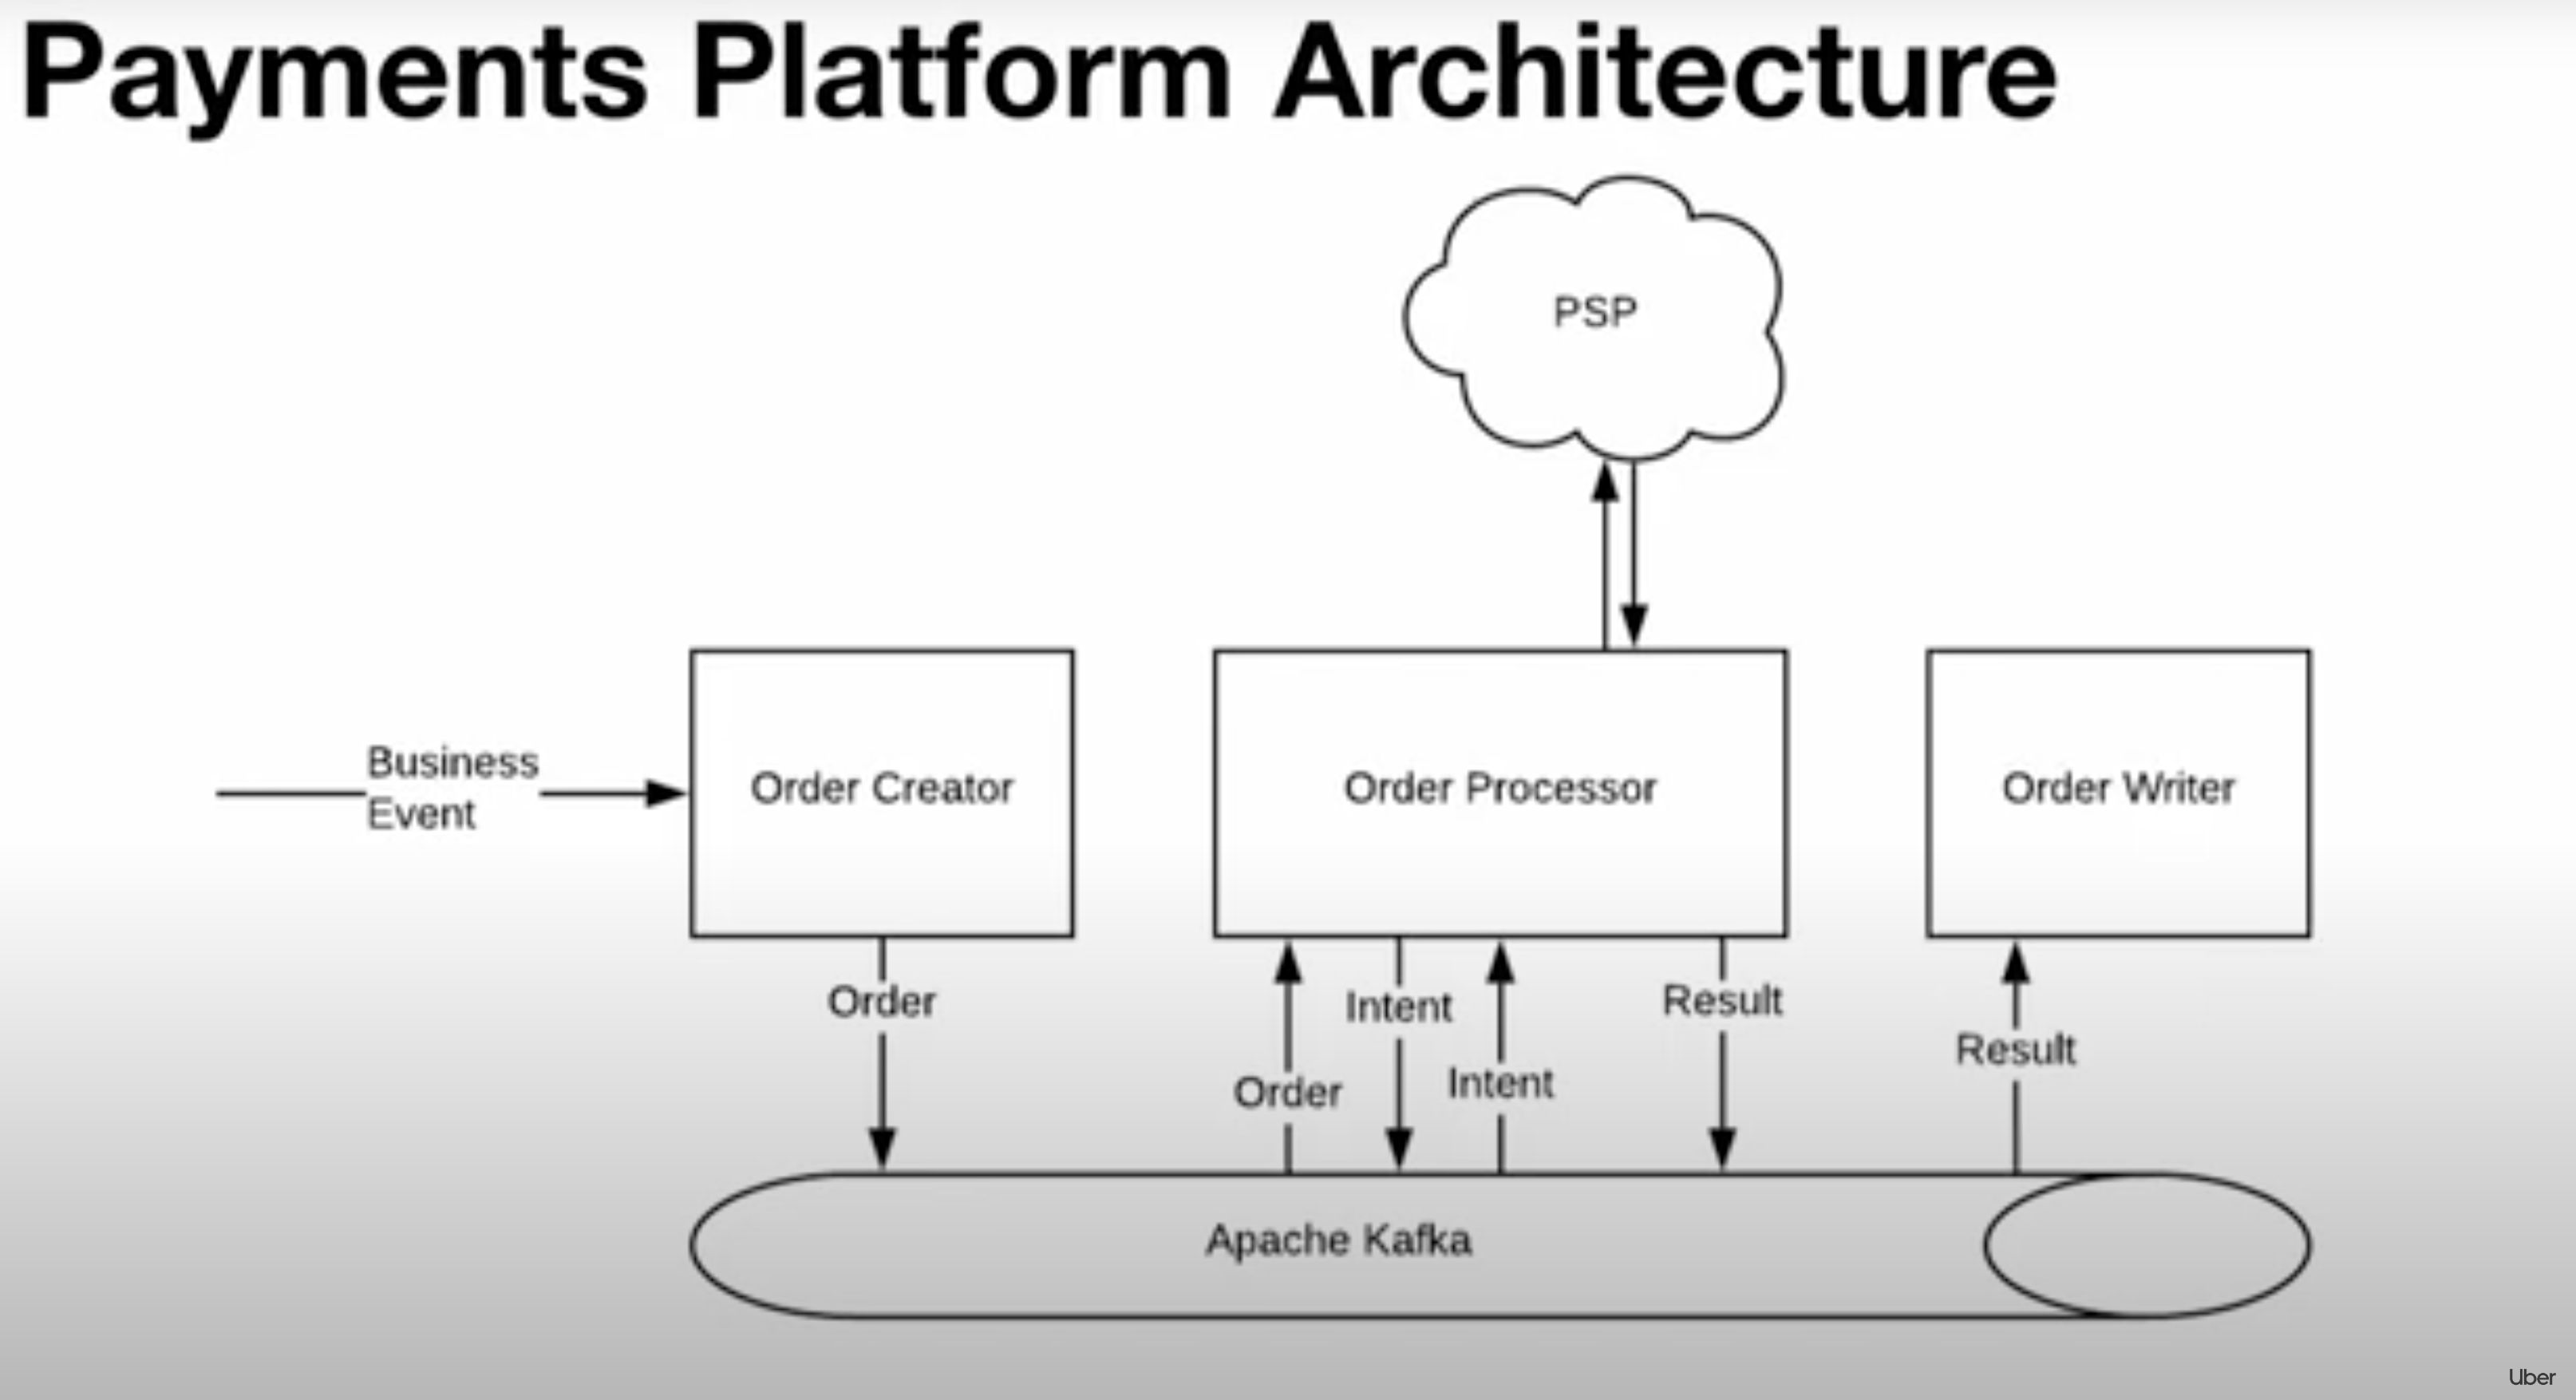 Payments Platform Architecture
PSP
Business
Event
Order Creator
Order Processor
Order Writer
Order
Order
Intent
Intent
Result
Result
Apache Kafka
Uber